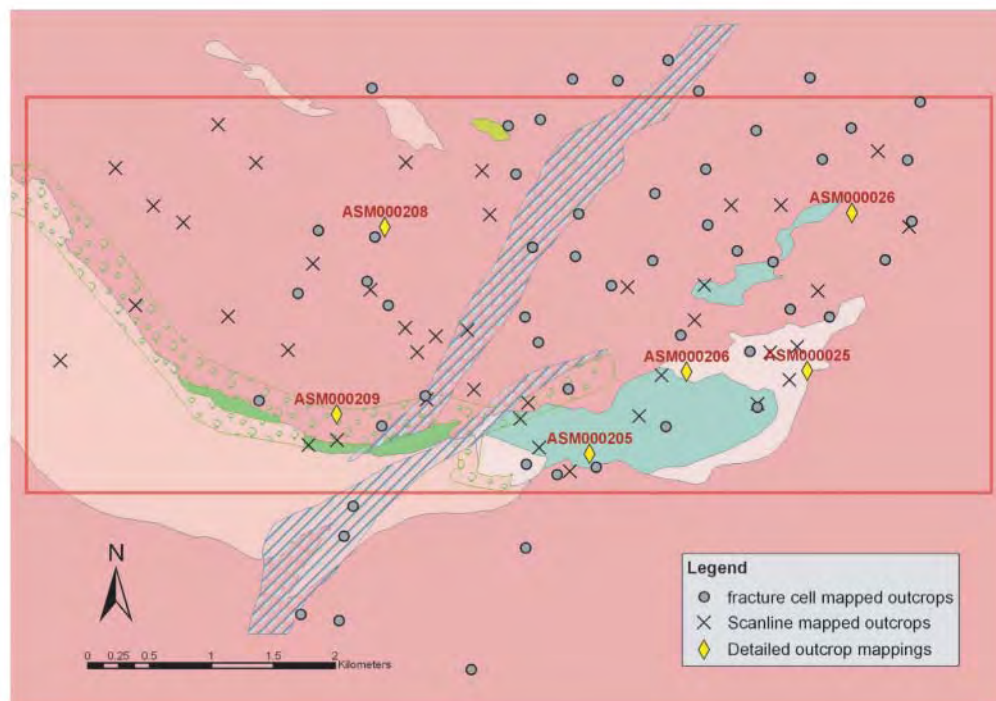 ASM000208
ASM000026
ASM000206
ASM000025
ASM000209
ASM000205
N
0 0.25 0.5 1 1.5 2
Kilometers
Legend
fracture cell mapped outcrops
Scanline mapped outcrops
Detailed outcrop mappings